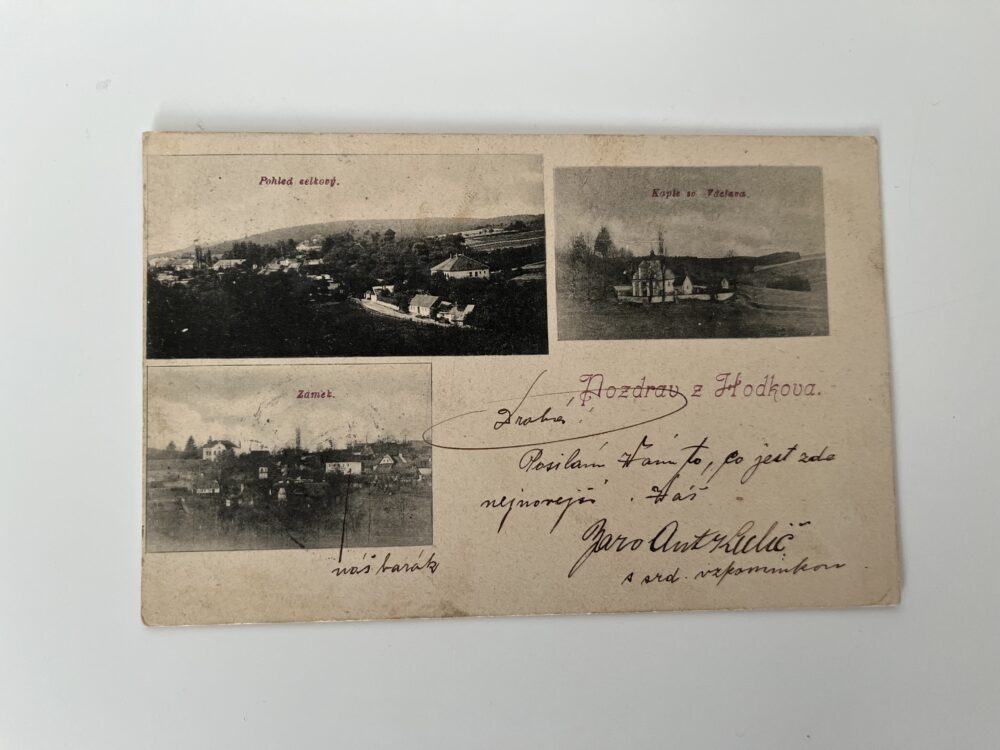 Pohled celkový.
Kaple sv. Václava.
Zámek.
Pozdrav z Hodkova.
Posílám Vám to, co jest zde
nejnovější. Váš
Jaro Ant
s srd. vzpomínkou
náš barák